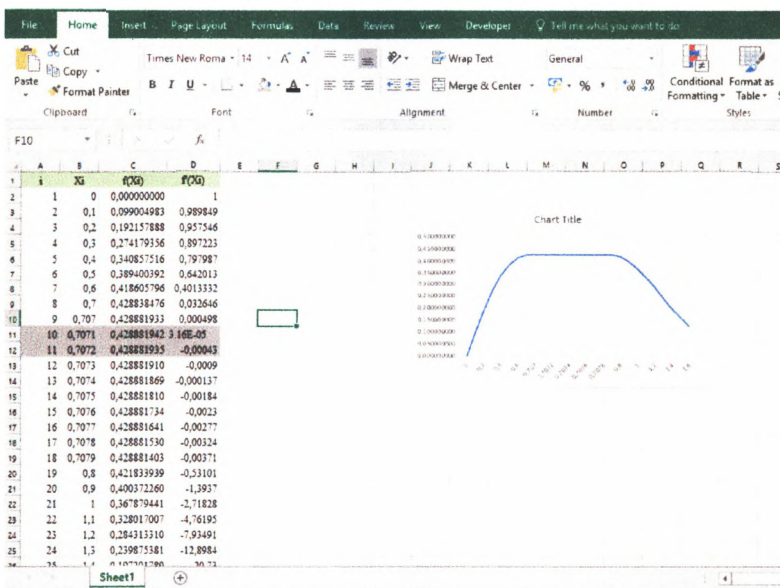 File Home Insert Page Layout Formulas Data Review View Developer Tell me what you want to do
Cut
Copy
Format Painter
Paste
Clipboard
Times New Roma 14
B I U
Font
Wrap Text
Merge & Center
Alignment
General
% ,
Number
Conditional Formatting
Format as Table
Styles
F10 fx
A B C D E F G H I J K L M N O P Q R S
1 i Xi f(Xi) f'(Xi)
2 1 0 0,000000000 1
3 2 0,1 0,099004983 0,989849
4 3 0,2 0,192157888 0,957546
5 4 0,3 0,274179356 0,897223
6 5 0,4 0,340857516 0,797987
7 6 0,5 0,389400392 0,642013
8 7 0,6 0,418605796 0,4013332
9 8 0,7 0,428838476 0,032646
10 9 0,707 0,428881933 0,000498
11 10 0,7071 0,428881942 3.16E-05
12 11 0,7072 0,428881935 -0,00043
13 12 0,7073 0,428881910 -0,0009
14 13 0,7074 0,428881869 -0,000137
15 14 0,7075 0,428881810 -0,00184
16 15 0,7076 0,428881734 -0,0023
17 16 0,7077 0,428881641 -0,00277
18 17 0,7078 0,428881530 -0,00324
19 18 0,7079 0,428881403 -0,00371
20 19 0,8 0,421833939 -0,53101
21 20 0,9 0,400372260 -1,3937
22 21 1 0,367879441 -2,71828
23 22 1,1 0,328017007 -4,76195
24 23 1,2 0,284313310 -7,93491
25 24 1,3 0,239875381 -12,8984
Chart Title
Sheet1